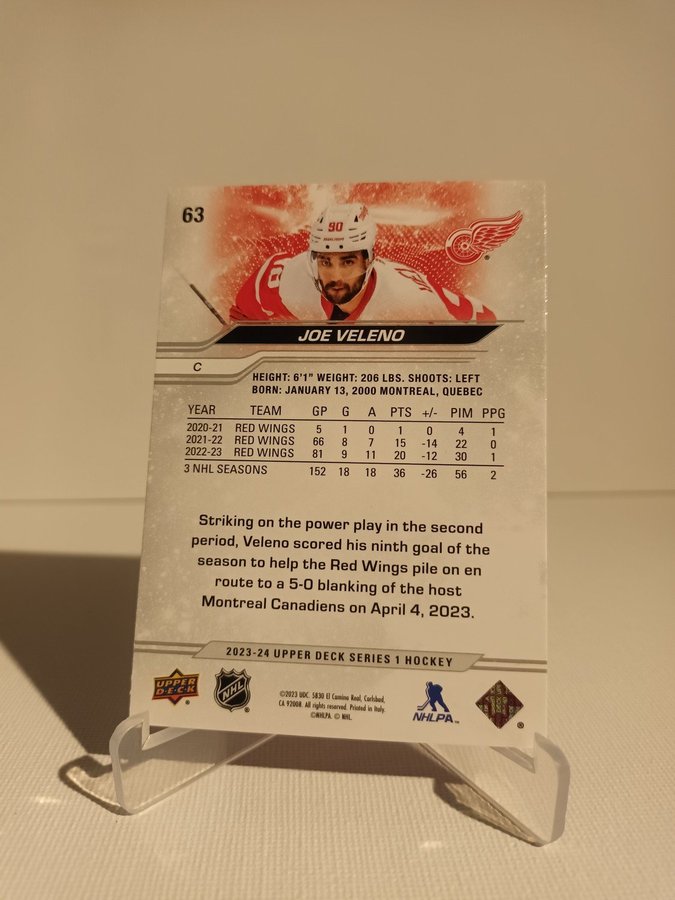 63
90
JOE VELENO
C
HEIGHT: 6'1" WEIGHT: 206 LBS. SHOOTS: LEFT
BORN: JANUARY 13, 2000 MONTREAL, QUEBEC
YEAR TEAM GP G A PTS +/- PIM PPG
2020-21 RED WINGS 5 1 0 1 0 4 1
2021-22 RED WINGS 66 8 7 15 -14 22 0
2022-23 RED WINGS 81 9 11 20 -12 30 1
3 NHL SEASONS 152 18 18 36 -26 56 2
Striking on the power play in the second
period, Veleno scored his ninth goal of the
season to help the Red Wings pile on en
route to a 5-0 blanking of the host
Montreal Canadiens on April 4, 2023.
2023-24 UPPER DECK SERIES 1 HOCKEY
UPPER
D·E·C·K
NHL
©2023 UDC. 5830 El Camino Real, Carlsbad,
CA 92008. All rights reserved. Printed in Italy.
©NHLPA. © NHL.
NHLPA